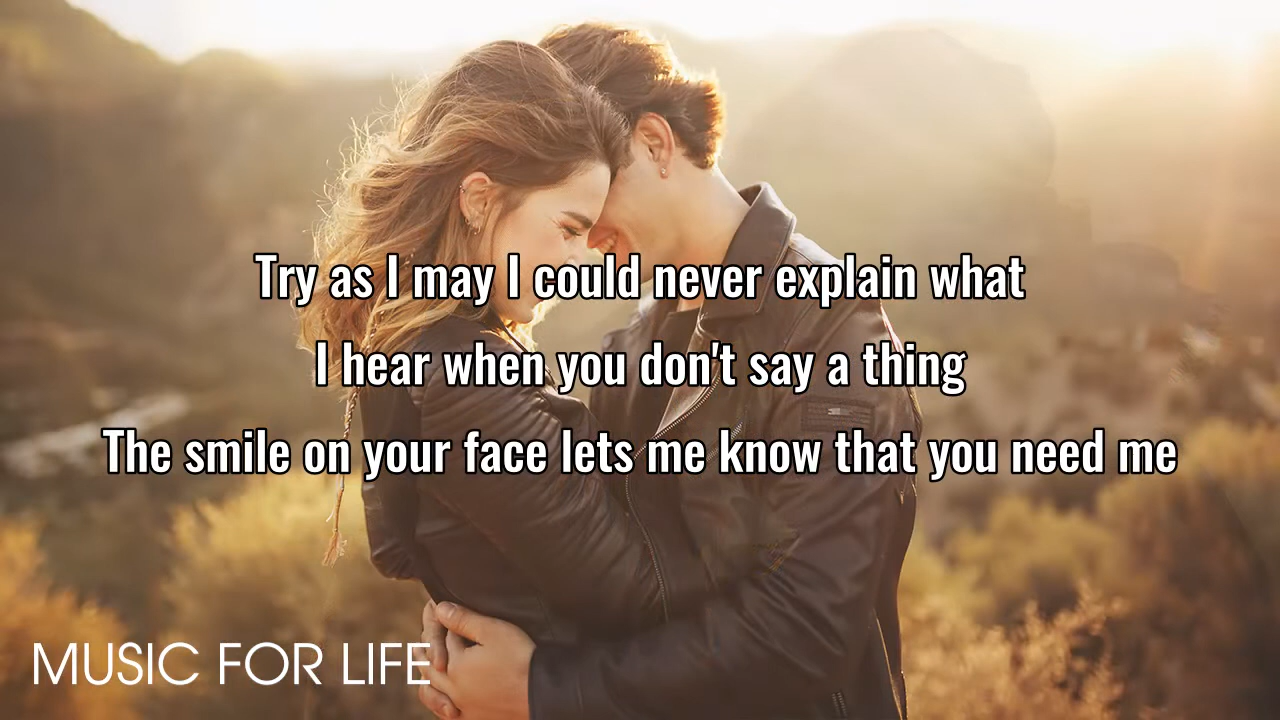 Try as I may I could never explain what
I hear when you don't say a thing
The smile on your face lets me know that you need me
MUSIC FOR LIFE